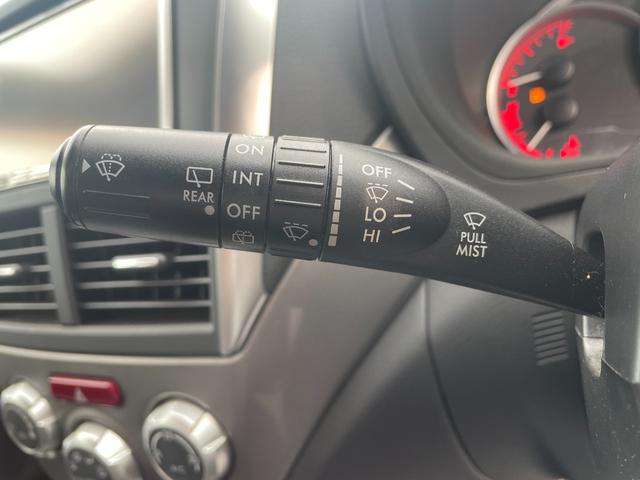 REAR
ON
INT
OFF
OFF
LO
HI
PULL
MIST